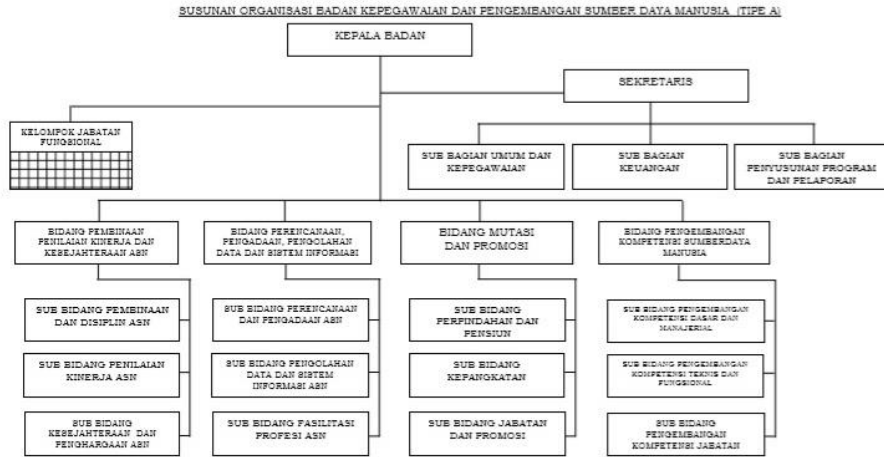 SUSUNAN ORGANISASI BADAN KEPEGAWAIAN DAN PENGEMBANGAN SUMBER DAYA MANUSIA (TIPE A)
KEPALA BADAN
SEKRETARIS
KELOMPOK JABATAN
FUNGSIONAL
SUB BAGIAN UMUM DAN
KEPEGAWAIAN
SUB BAGIAN
KEUANGAN
SUB BAGIAN
PENYUSUNAN PROGRAM
DAN PELAPORAN
BIDANG PEMBINAAN
PENILAIAN KINERJA DAN
KESEJAHTERAAN ASN
BIDANG PERENCANAAN,
PENGADAAN, PENGOLAHAN
DATA DAN SISTEM INFORMASI
BIDANG MUTASI
DAN PROMOSI
BIDANG PENGEMBANGAN
KOMPETENSI SUMBERDAYA
MANUSIA
SUB BIDANG PEMBINAAN
DAN DISIPLIN ASN
SUB BIDANG PERENCANAAN
DAN PENGADAAN ASN
SUB BIDANG
PERPINDAHAN DAN
PENSIUN
SUB BIDANG PENGEMBANGAN
KOMPETENSI DASAR DAN
MANAJERIAL
SUB BIDANG PENILAIAN
KINERJA ASN
SUB BIDANG PENGOLAHAN
DATA DAN SISTEM
INFORMASI ASN
SUB BIDANG
KEPANGKATAN
SUB BIDANG PENGEMBANGAN
KOMPETENSI TEKNIS DAN
FUNGSIONAL
SUB BIDANG
KESEJAHTERAAN DAN
PENGHARGAAN ASN
SUB BIDANG FASILITASI
PROFESI ASN
SUB BIDANG JABATAN
DAN PROMOSI
SUB BIDANG
PENGEMBANGAN
KOMPETENSI JABATAN